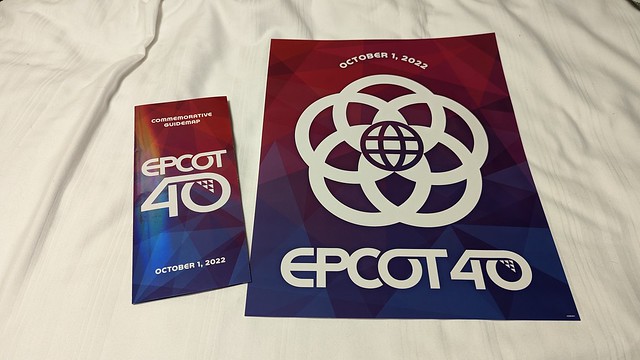 COMMEMORATIVE
GUIDEMAP
EPCOT
40
OCTOBER 1, 2022
OCTOBER 1, 2022
EPCOT 40